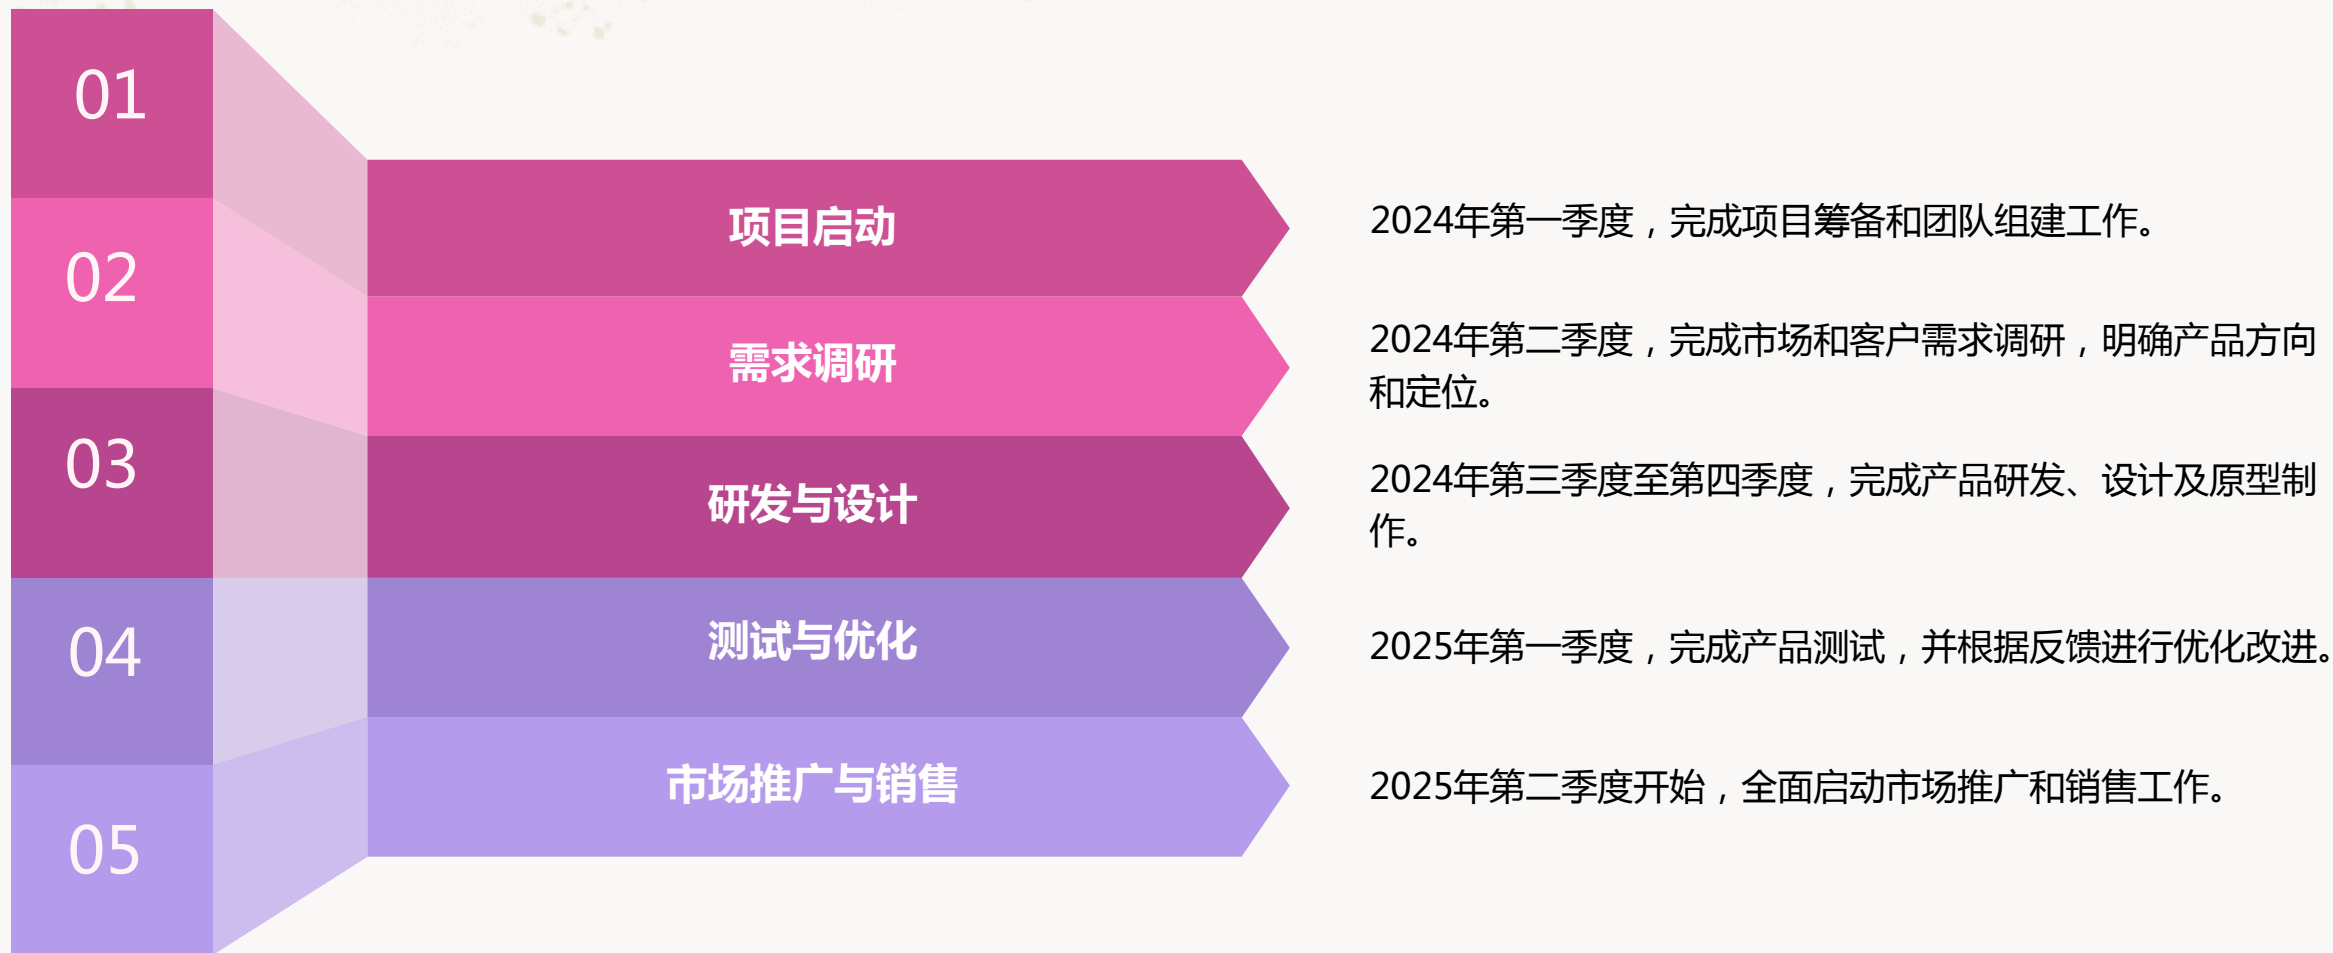 01
项目启动
2024年第一季度，完成项目筹备和团队组建工作。
02
需求调研
2024年第二季度，完成市场和客户需求调研，明确产品方向
和定位。
03
研发与设计
2024年第三季度至第四季度，完成产品研发、设计及原型制
作。
04
测试与优化
2025年第一季度，完成产品测试，并根据反馈进行优化改进。
05
市场推广与销售
2025年第二季度开始，全面启动市场推广和销售工作。